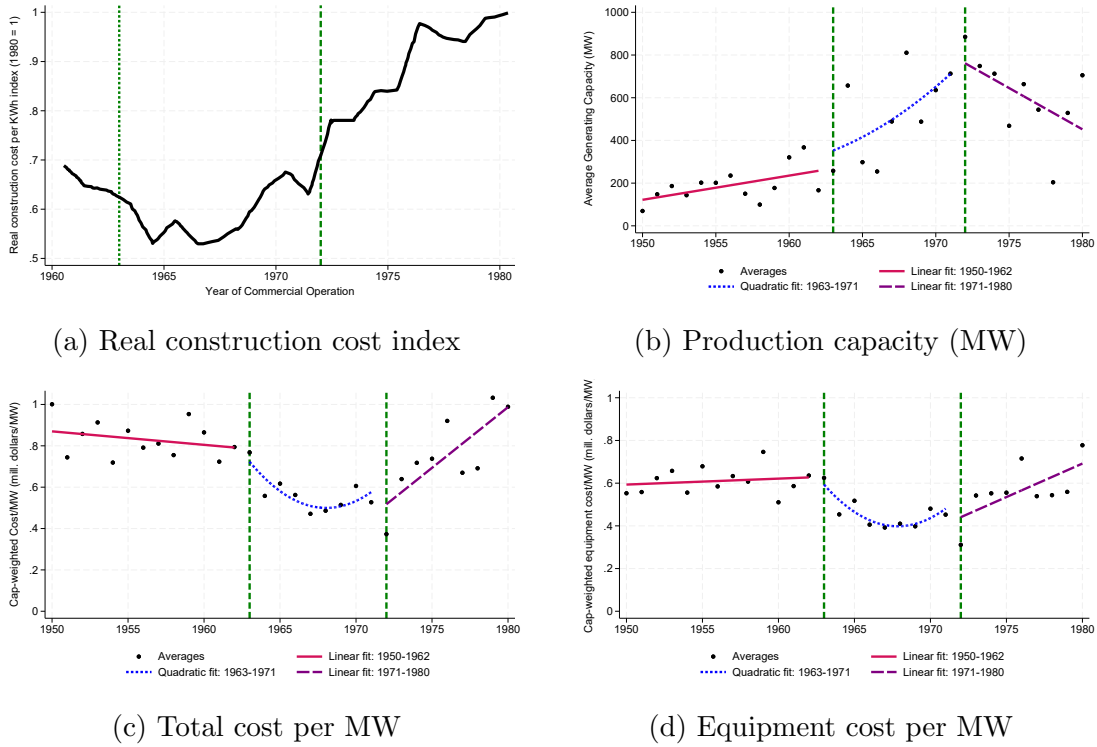 Real construction cost per KWh index (1980 = 1)
1
.9
.8
.7
.6
.5
1960
1965
1970
1975
1980
Year of Commercial Operation
(a) Real construction cost index
Average Generating Capacity (MW)
1000
800
600
400
200
0
1950
1955
1960
1965
1970
1975
1980
Averages
Linear fit: 1950-1962
Quadratic fit: 1963-1971
Linear fit: 1971-1980
(b) Production capacity (MW)
Cap-weighted Cost/MW (mill. dollars/MW)
1
.8
.6
.4
.2
0
1950
1955
1960
1965
1970
1975
1980
Averages
Linear fit: 1950-1962
Quadratic fit: 1963-1971
Linear fit: 1971-1980
(c) Total cost per MW
Cap-weighted equipment cost/MW (mill. dollars/MW)
1
.8
.6
.4
.2
0
1950
1955
1960
1965
1970
1975
1980
Averages
Linear fit: 1950-1962
Quadratic fit: 1963-1971
Linear fit: 1971-1980
(d) Equipment cost per MW